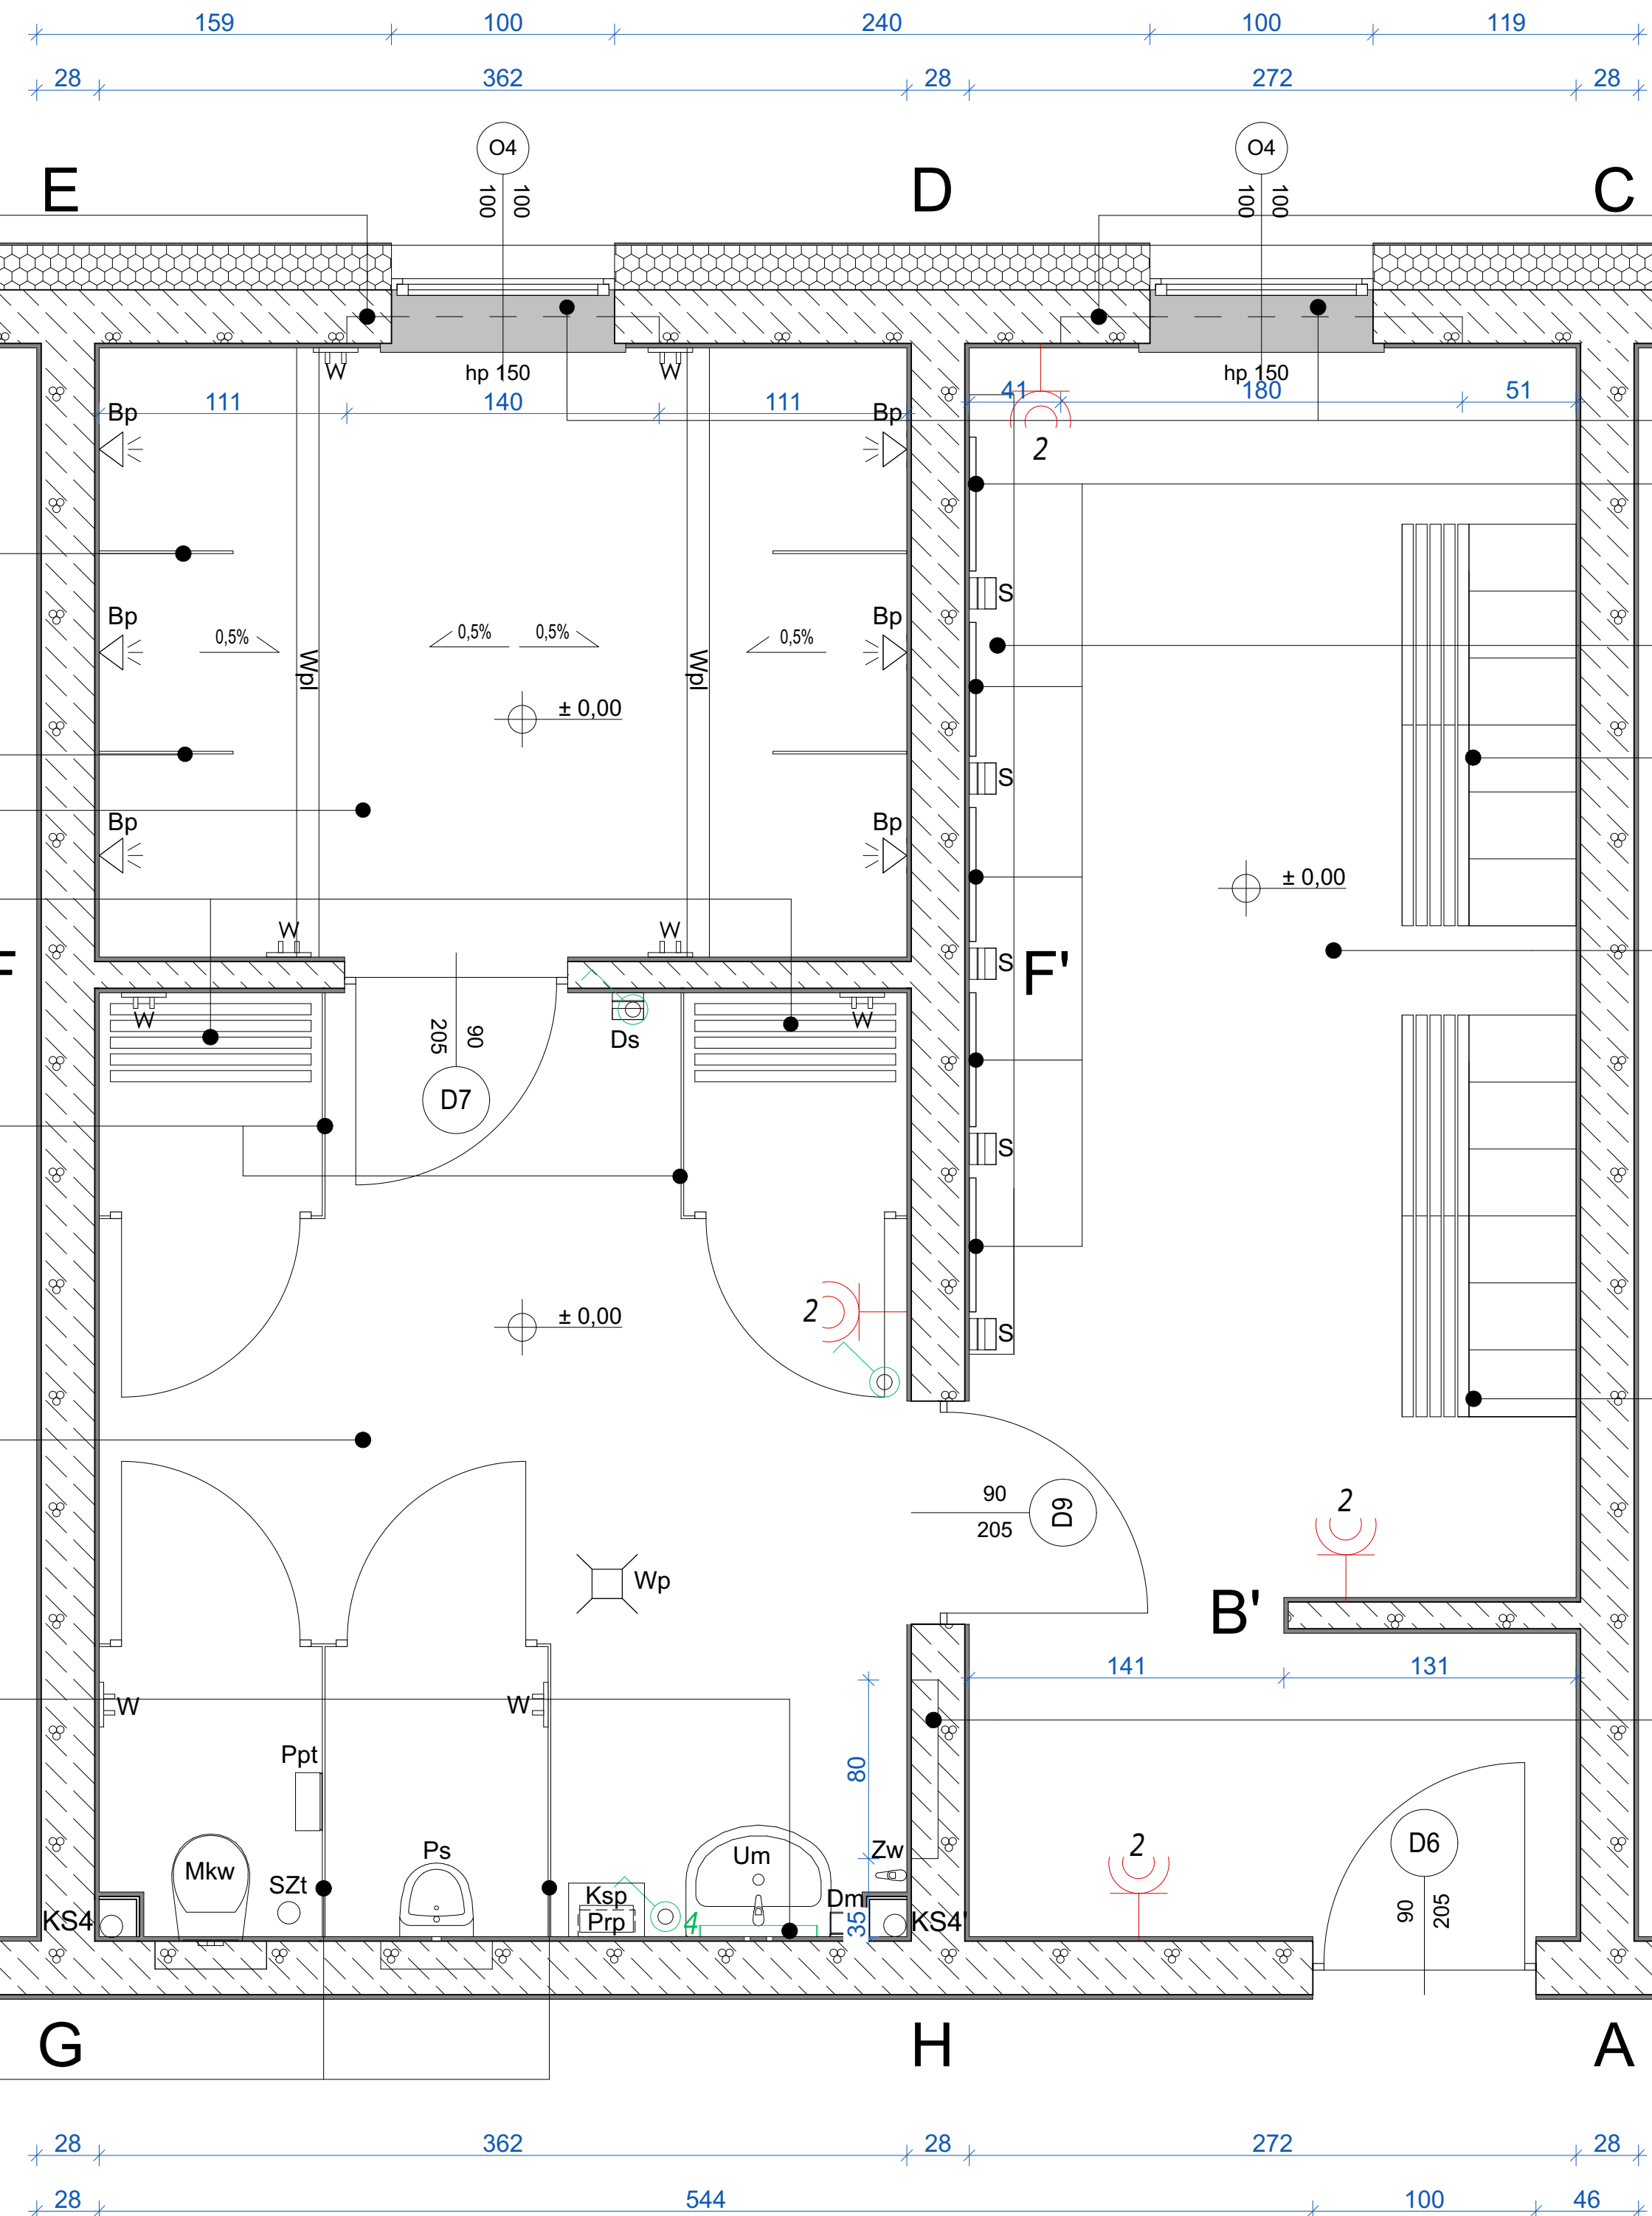 159 100 240 100 119
28 362 28 272 28
O4 O4
E D C
100 100 100 100
W hp 150 W hp 150
111 140 111 41 180 51
Bp Bp
2
S
Bp Bp
0,5% 0,5% 0,5% 0,5%
Wpl Wpl
± 0,00
S
Bp Bp
± 0,00
W W
S F'
W W
205 90 Ds
D7
S
2 ± 0,00
S
90
205 D9
2
Wp
B'
141 131
W W
Ppt 80
Ps Um Zw 2 D6
Mkw SZt
Ksp Dm
KS4 Prp 4 35 KS4' 90 205
G H A
28 362 28 272 28
28 544 100 46